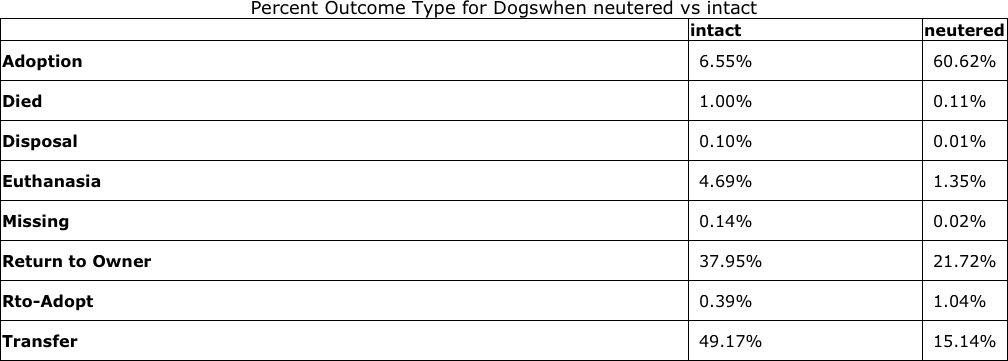 Percent Outcome Type for Dogswhen neutered vs intact
intact neutered
Adoption 6.55% 60.62%
Died 1.00% 0.11%
Disposal 0.10% 0.01%
Euthanasia 4.69% 1.35%
Missing 0.14% 0.02%
Return to Owner 37.95% 21.72%
Rto-Adopt 0.39% 1.04%
Transfer 49.17% 15.14%